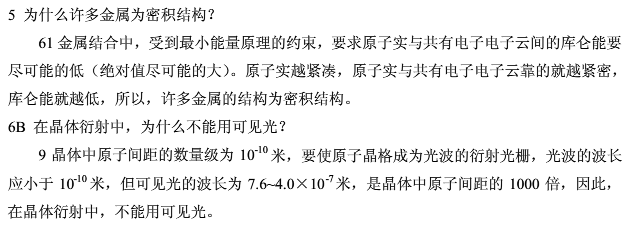 5 为什么许多金属为密积结构？
61 金属结合中，受到最小能量原理的约束，要求原子实与共有电子电子云间的库仑能要
尽可能的低（绝对值尽可能的大）。原子实越紧凑，原子实与共有电子电子云靠的就越紧密，
库仑能就越低，所以，许多金属的结构为密积结构。
6B 在晶体衍射中，为什么不能用可见光？
9 晶体中原子间距的数量级为 10⁻¹⁰ 米，要使原子晶格成为光波的衍射光栅，光波的波长
应小于 10⁻¹⁰ 米，但可见光的波长为 7.6~4.0×10⁻⁷ 米，是晶体中原子间距的 1000 倍，因此，
在晶体衍射中，不能用可见光。